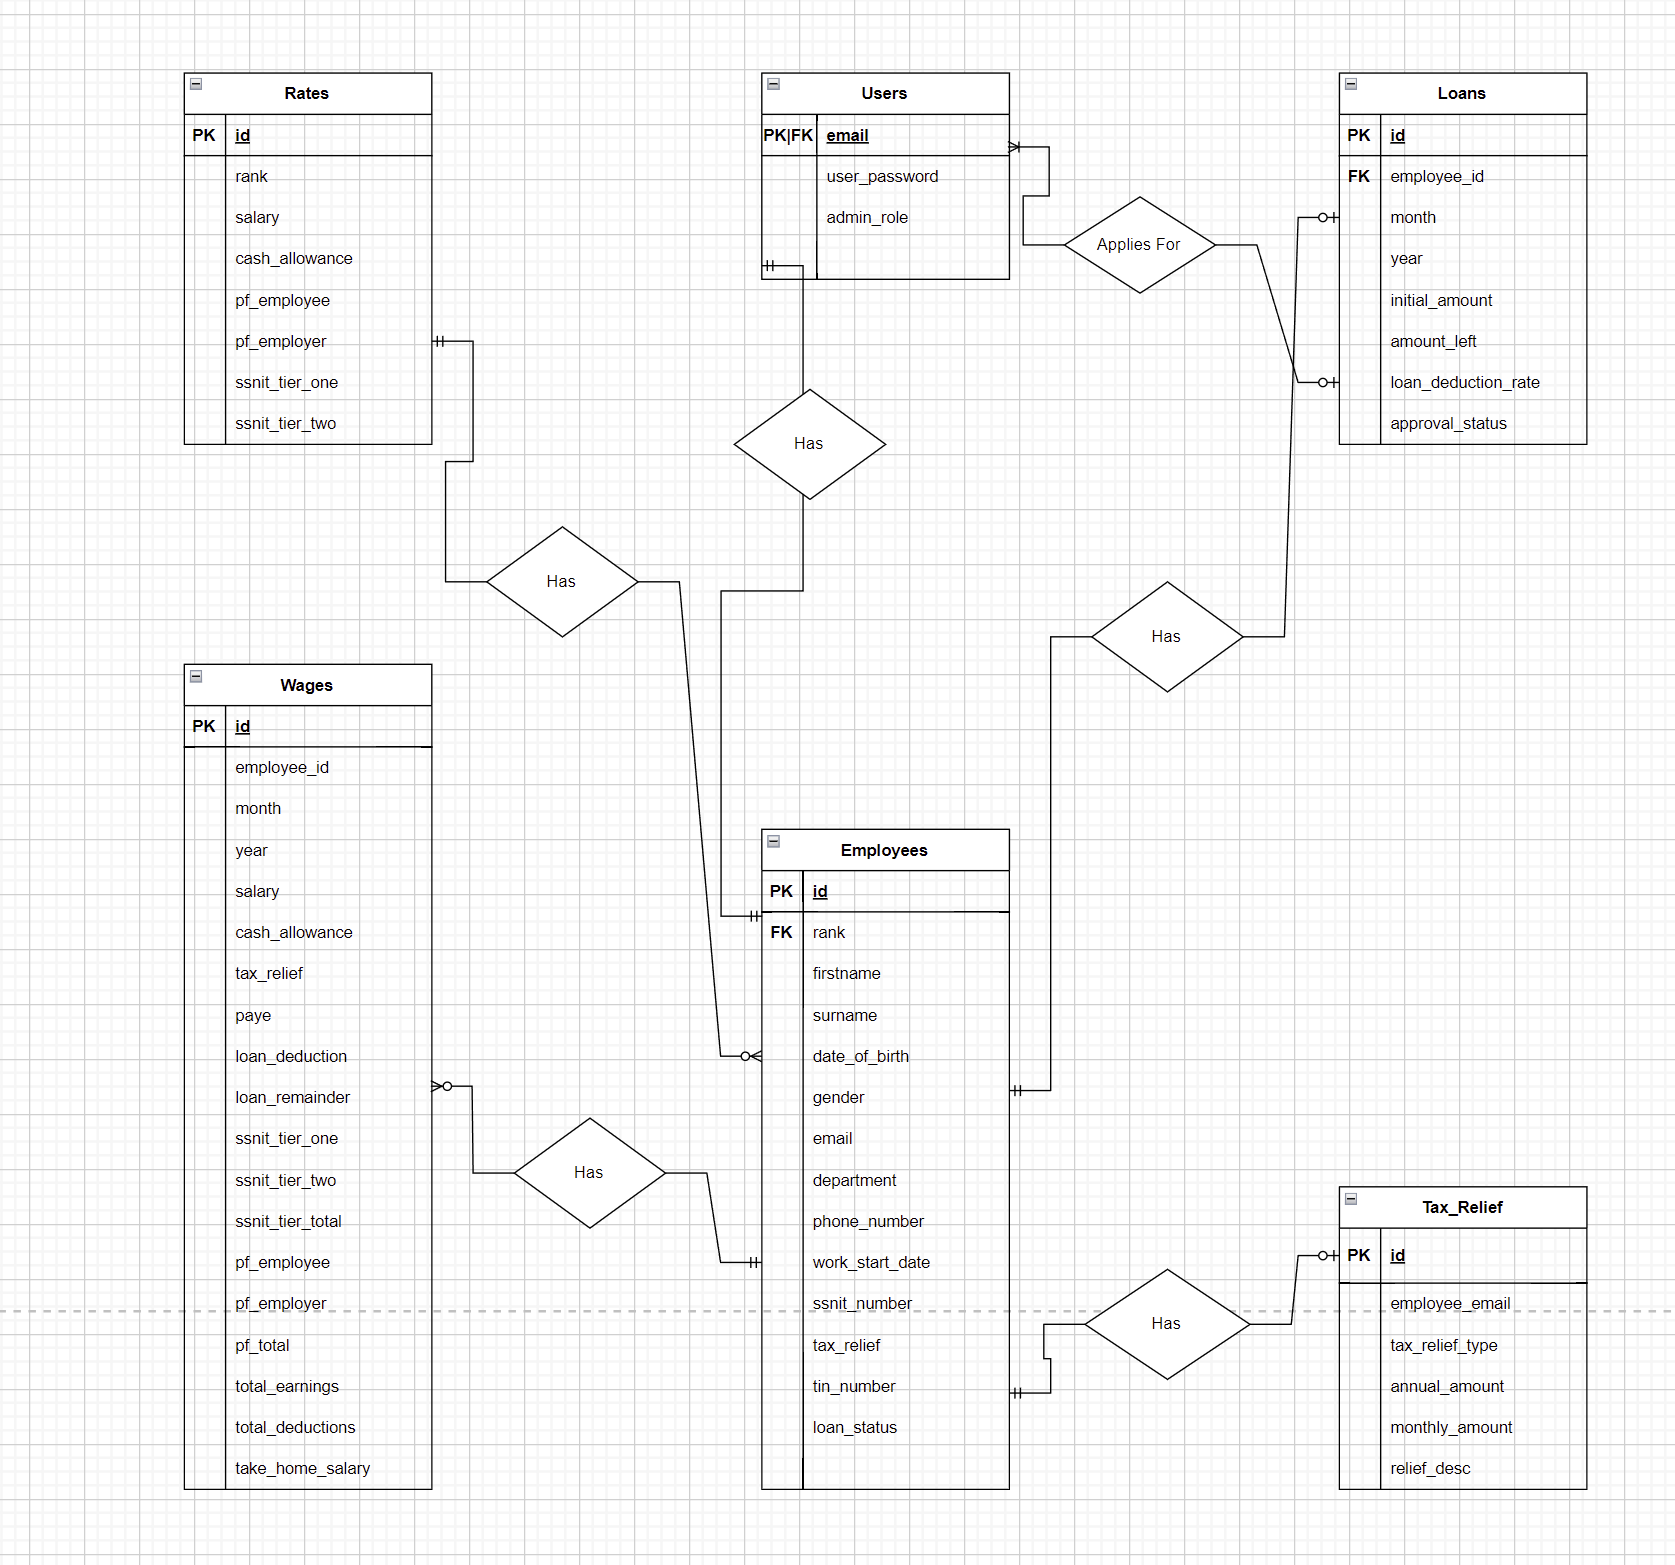 Rates
PK id
rank
salary
cash_allowance
pf_employee
pf_employer
ssnit_tier_one
ssnit_tier_two
Users
PK|FK email
user_password
admin_role
Loans
PK id
FK employee_id
month
year
initial_amount
amount_left
loan_deduction_rate
approval_status
Applies For
Has
Has
Has
Wages
PK id
employee_id
month
year
salary
cash_allowance
tax_relief
paye
loan_deduction
loan_remainder
ssnit_tier_one
ssnit_tier_two
ssnit_tier_total
pf_employee
pf_employer
pf_total
total_earnings
total_deductions
take_home_salary
Has
Employees
PK id
FK rank
firstname
surname
date_of_birth
gender
email
department
phone_number
work_start_date
ssnit_number
tax_relief
tin_number
loan_status
Has
Tax_Relief
PK id
employee_email
tax_relief_type
annual_amount
monthly_amount
relief_desc